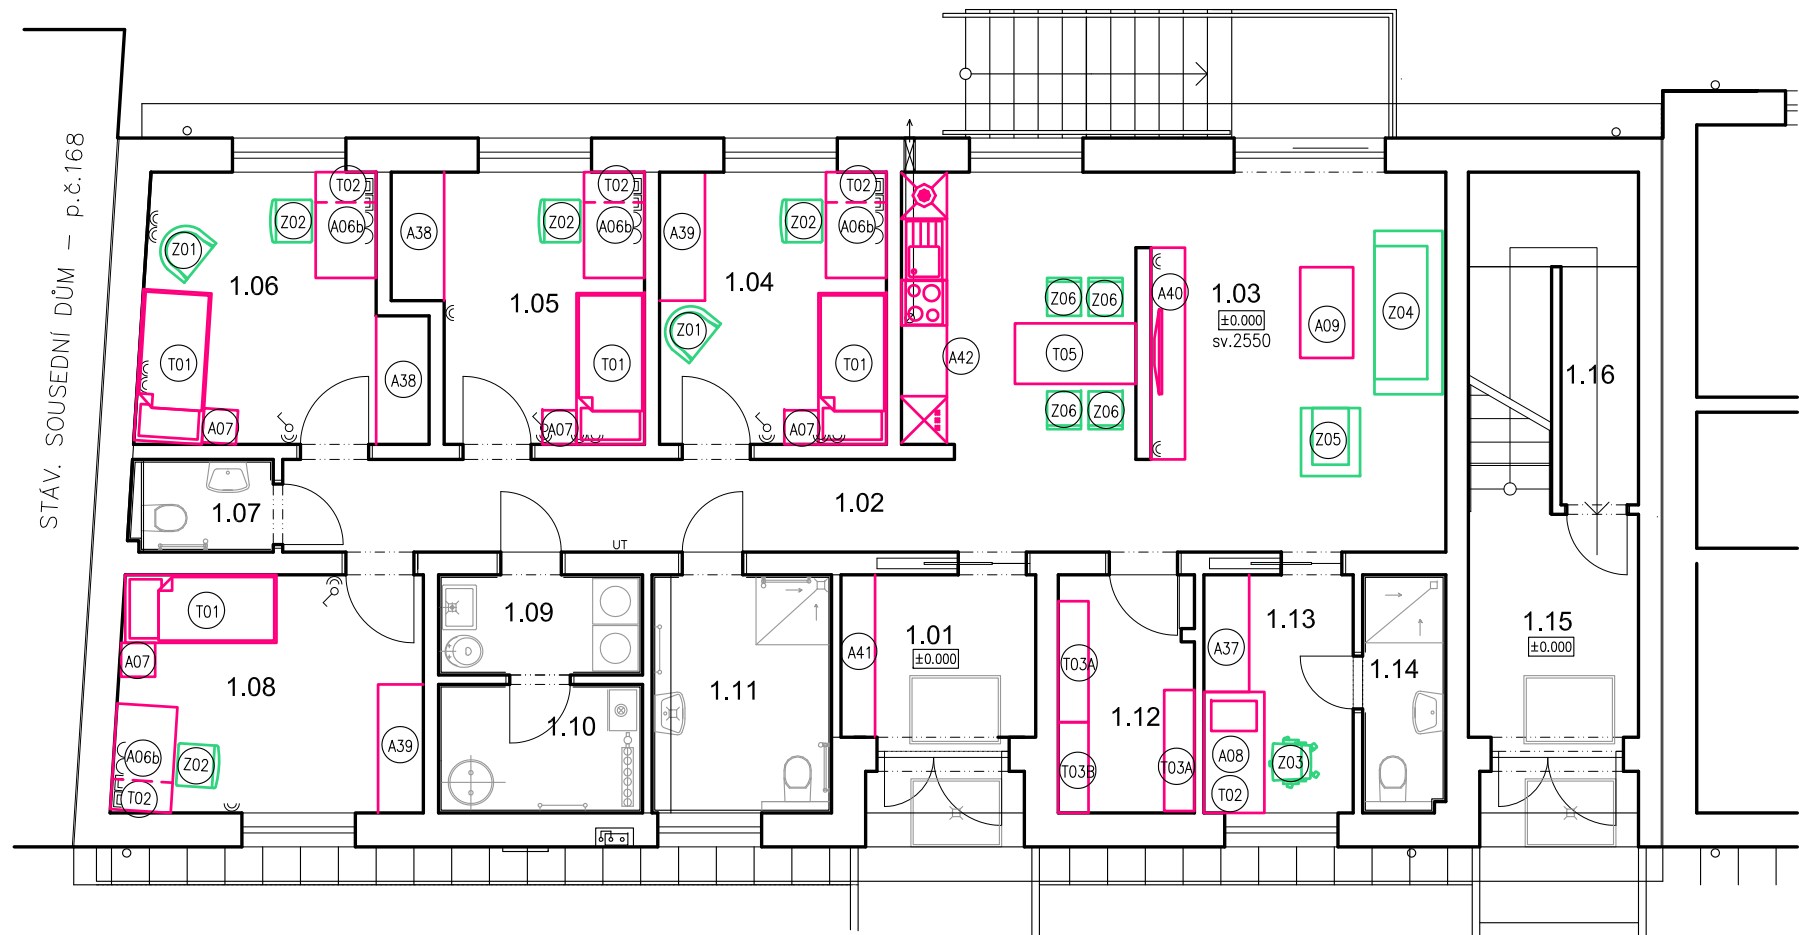 STÁV. SOUSEDNÍ DŮM – p.č.168
T02
Z02
A06b
Z01
1.06
T01
A07
A38
A38
T02
Z02
A06b
1.05
T01
A07
A39
T02
Z02
A06b
1.04
Z01
T01
A07
A42
Z06
Z06
T05
Z06
Z06
A40
1.03
±0.000
sv.2550
A09
Z04
Z05
1.16
1.07
1.02
UT
T01
A07
1.08
A06b
T02
Z02
A39
1.09
1.10
1.11
A41
1.01
±0.000
T03A
T03B
1.12
T03A
1.13
A37
A08
T02
Z03
1.14
1.15
±0.000